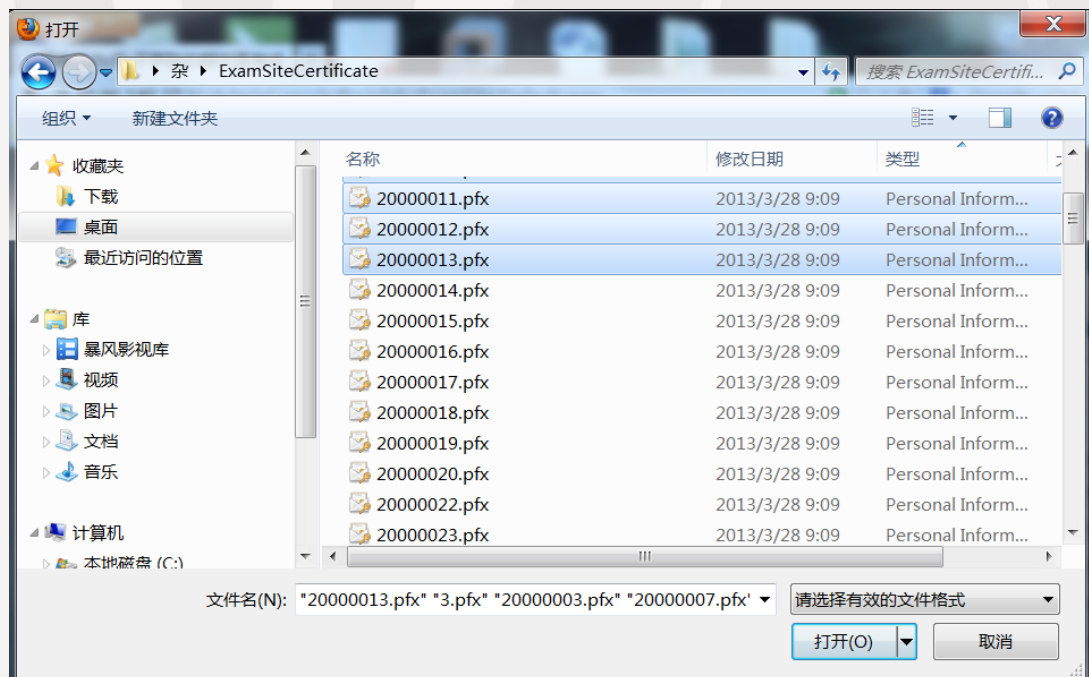 打开
杂 ExamSiteCertificate
搜索 ExamSiteCertifi...
组织 新建文件夹
名称 修改日期 类型
收藏夹
下载
桌面
最近访问的位置
库
暴风影视库
视频
图片
文档
音乐
计算机
本地磁盘 (C:)
20000011.pfx 2013/3/28 9:09 Personal Inform...
20000012.pfx 2013/3/28 9:09 Personal Inform...
20000013.pfx 2013/3/28 9:09 Personal Inform...
20000014.pfx 2013/3/28 9:09 Personal Inform...
20000015.pfx 2013/3/28 9:09 Personal Inform...
20000016.pfx 2013/3/28 9:09 Personal Inform...
20000017.pfx 2013/3/28 9:09 Personal Inform...
20000018.pfx 2013/3/28 9:09 Personal Inform...
20000019.pfx 2013/3/28 9:09 Personal Inform...
20000020.pfx 2013/3/28 9:09 Personal Inform...
20000022.pfx 2013/3/28 9:09 Personal Inform...
20000023.pfx 2013/3/28 9:09 Personal Inform...
文件名(N): "20000013.pfx" "3.pfx" "20000003.pfx" "20000007.pfx"
请选择有效的文件格式
打开(O) 取消